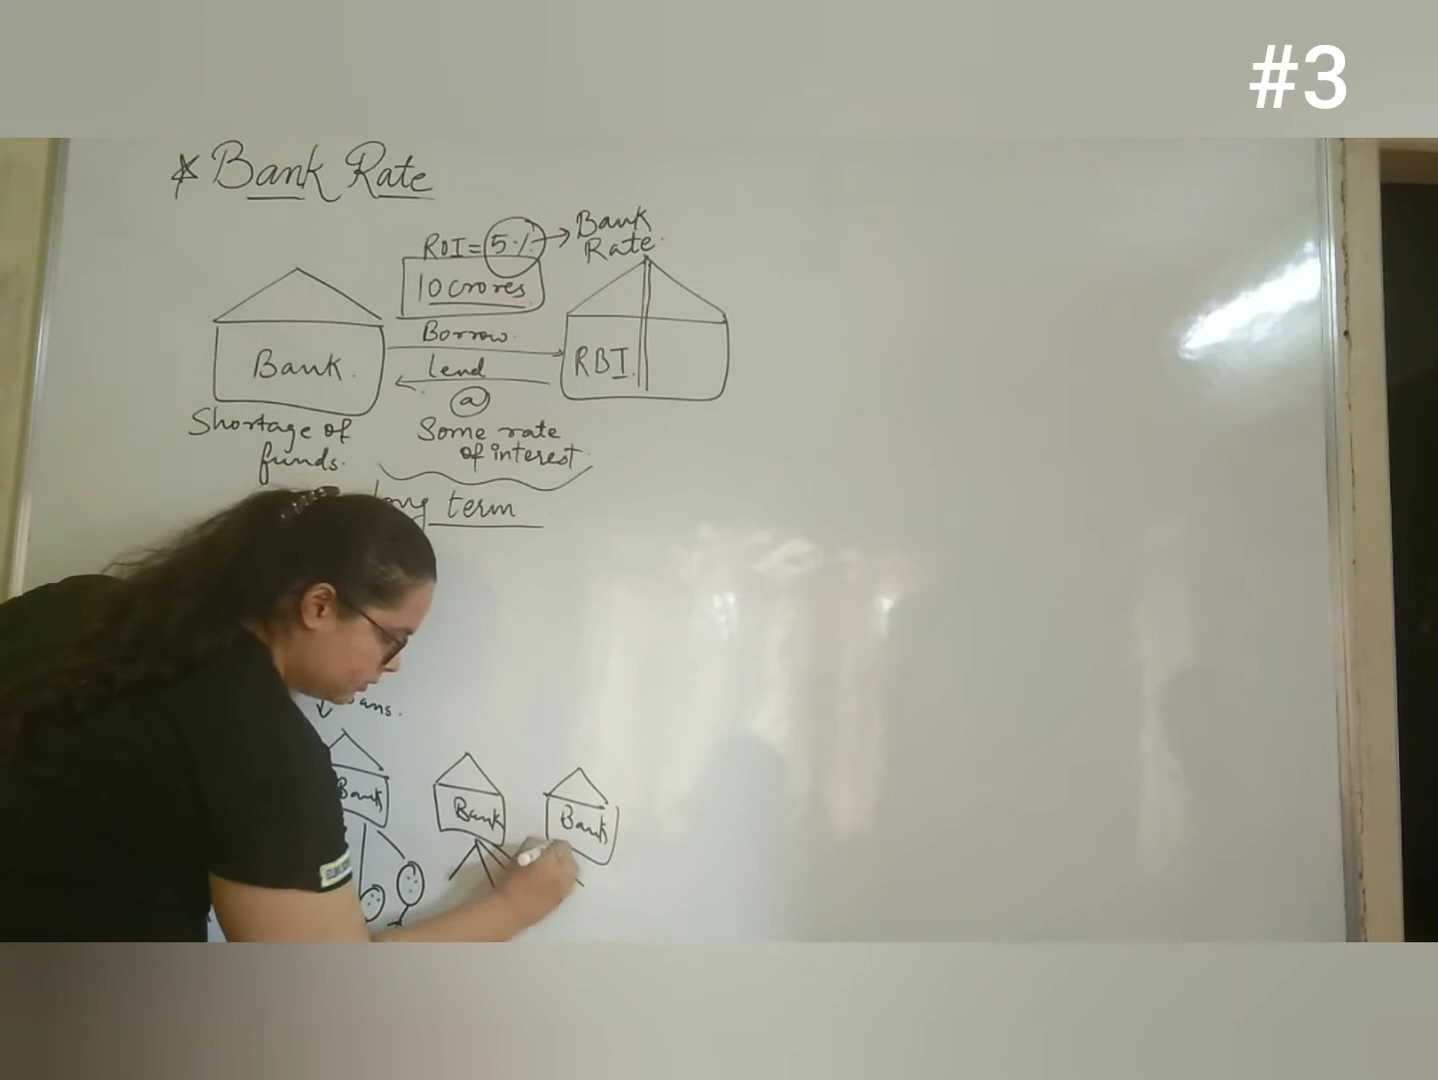 #3
* Bank Rate
ROI = 5% → Bank
Rate.
10 crores
Borrow.
lend
Bank.
RBI.
@
Shortage of
funds.
Some rate
of interest.
long term
Bank
Bank
Bank